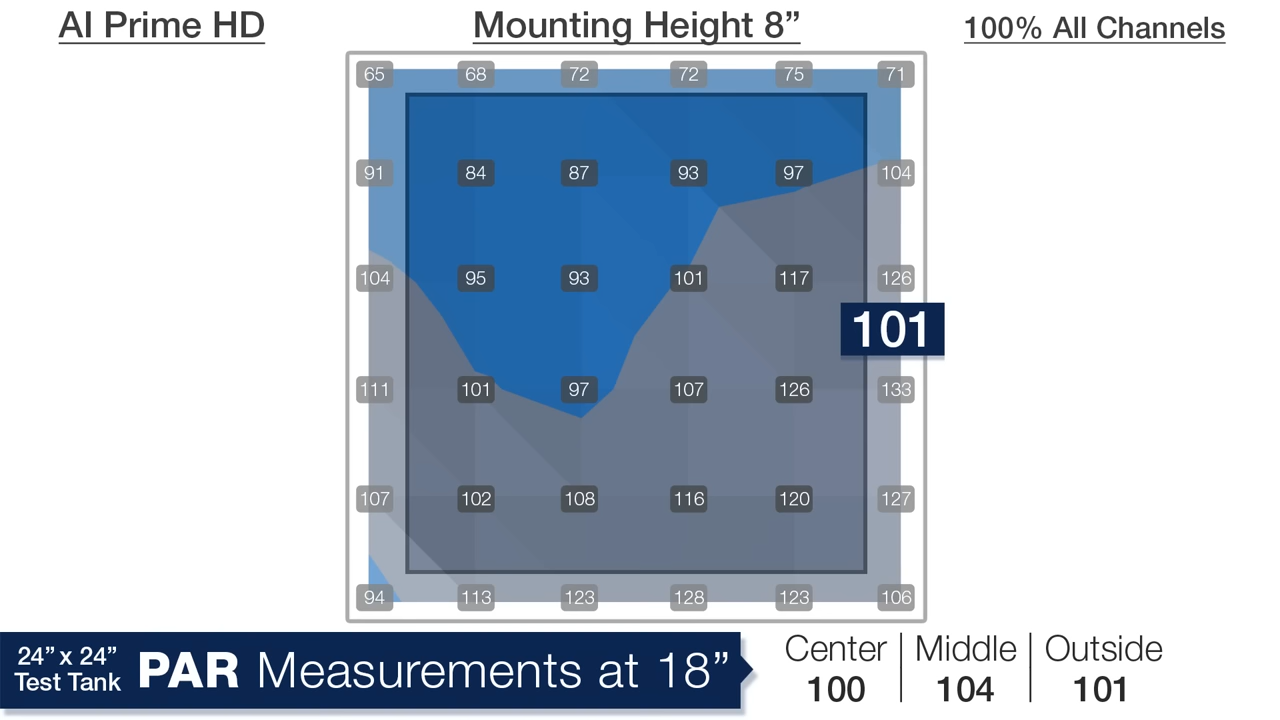 AI Prime HD
Mounting Height 8”
100% All Channels
65 68 72 72 75 71
91 84 87 93 97 104
104 95 93 101 117 126
101
111 101 97 107 126 133
107 102 108 116 120 127
94 113 123 128 123 106
24” x 24”
Test Tank
PAR Measurements at 18”
Center Middle Outside
100 104 101